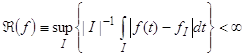 ℜ(f) ≡ sup_I { |I|^{-1} ∫_I |f(t) − f_I| dt } < ∞